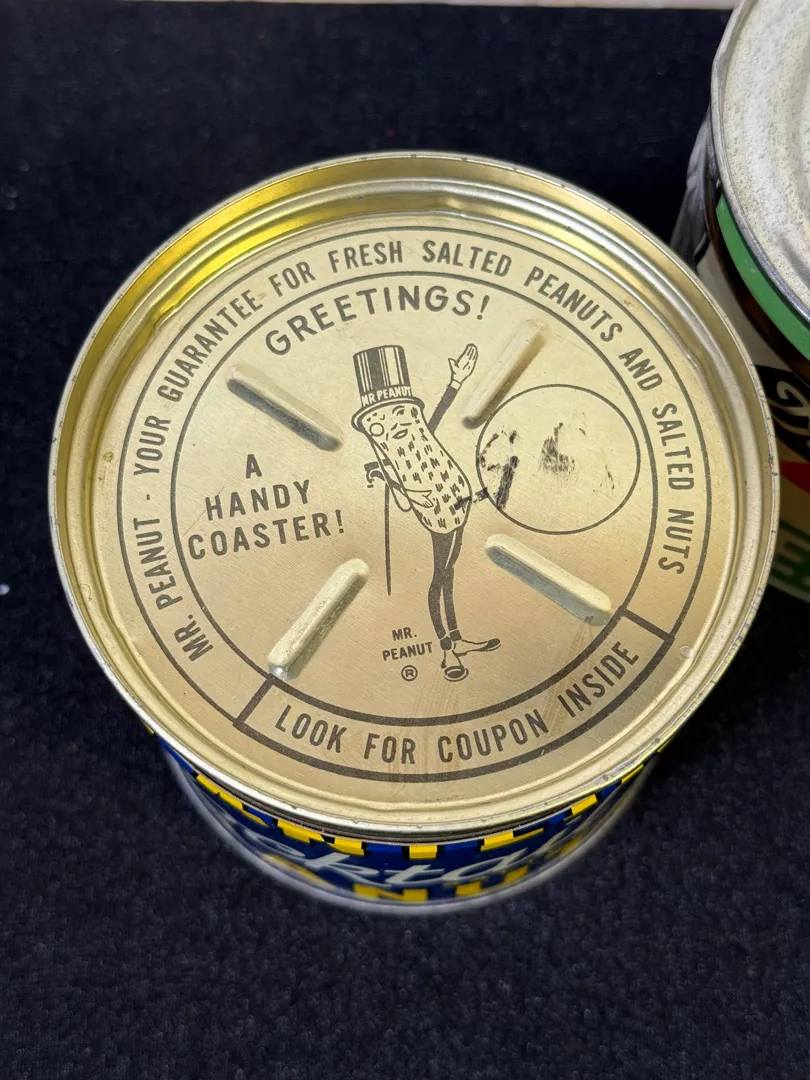 MR. PEANUT - YOUR GUARANTEE FOR FRESH SALTED PEANUTS AND SALTED NUTS
GREETINGS!
MR PEANUT
A
HANDY
COASTER!
MR.
PEANUT
®
LOOK FOR COUPON INSIDE